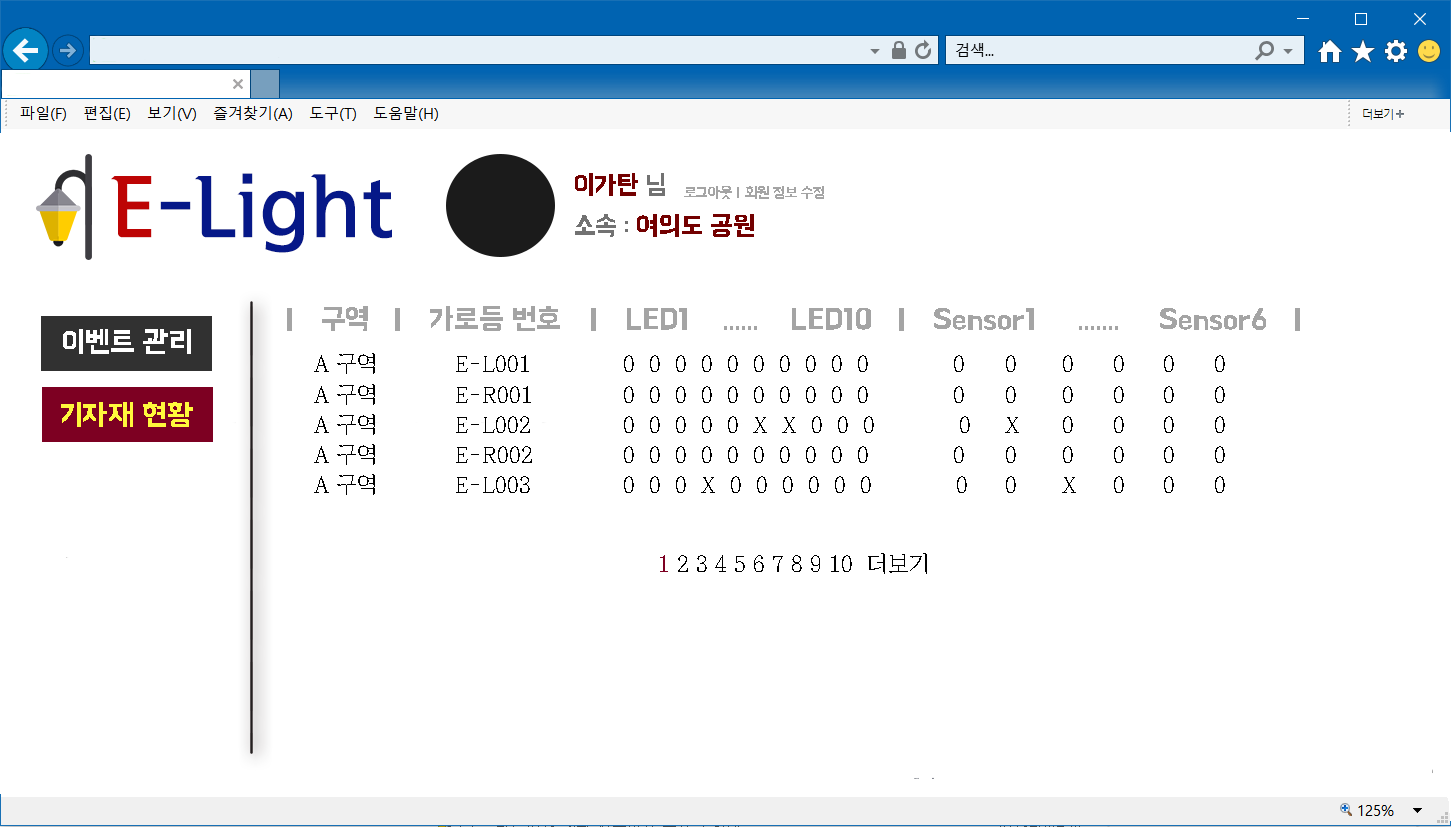 검색...
파일(F) 편집(E) 보기(V) 즐겨찾기(A) 도구(T) 도움말(H) 더보기+
E-Light
이가탄 님 로그아웃 | 회원 정보 수정
소속 : 여의도 공원
이벤트 관리
기자재 현황
| 구역 | 가로등 번호 | LED1 ...... LED10 | Sensor1 ....... Sensor6 |
A 구역 E-L001 0 0 0 0 0 0 0 0 0 0 0 0 0 0 0 0
A 구역 E-R001 0 0 0 0 0 0 0 0 0 0 0 0 0 0 0 0
A 구역 E-L002 0 0 0 0 0 X X 0 0 0 0 X 0 0 0 0
A 구역 E-R002 0 0 0 0 0 0 0 0 0 0 0 0 0 0 0 0
A 구역 E-L003 0 0 0 X 0 0 0 0 0 0 0 0 X 0 0 0
1 2 3 4 5 6 7 8 9 10 더보기
125%